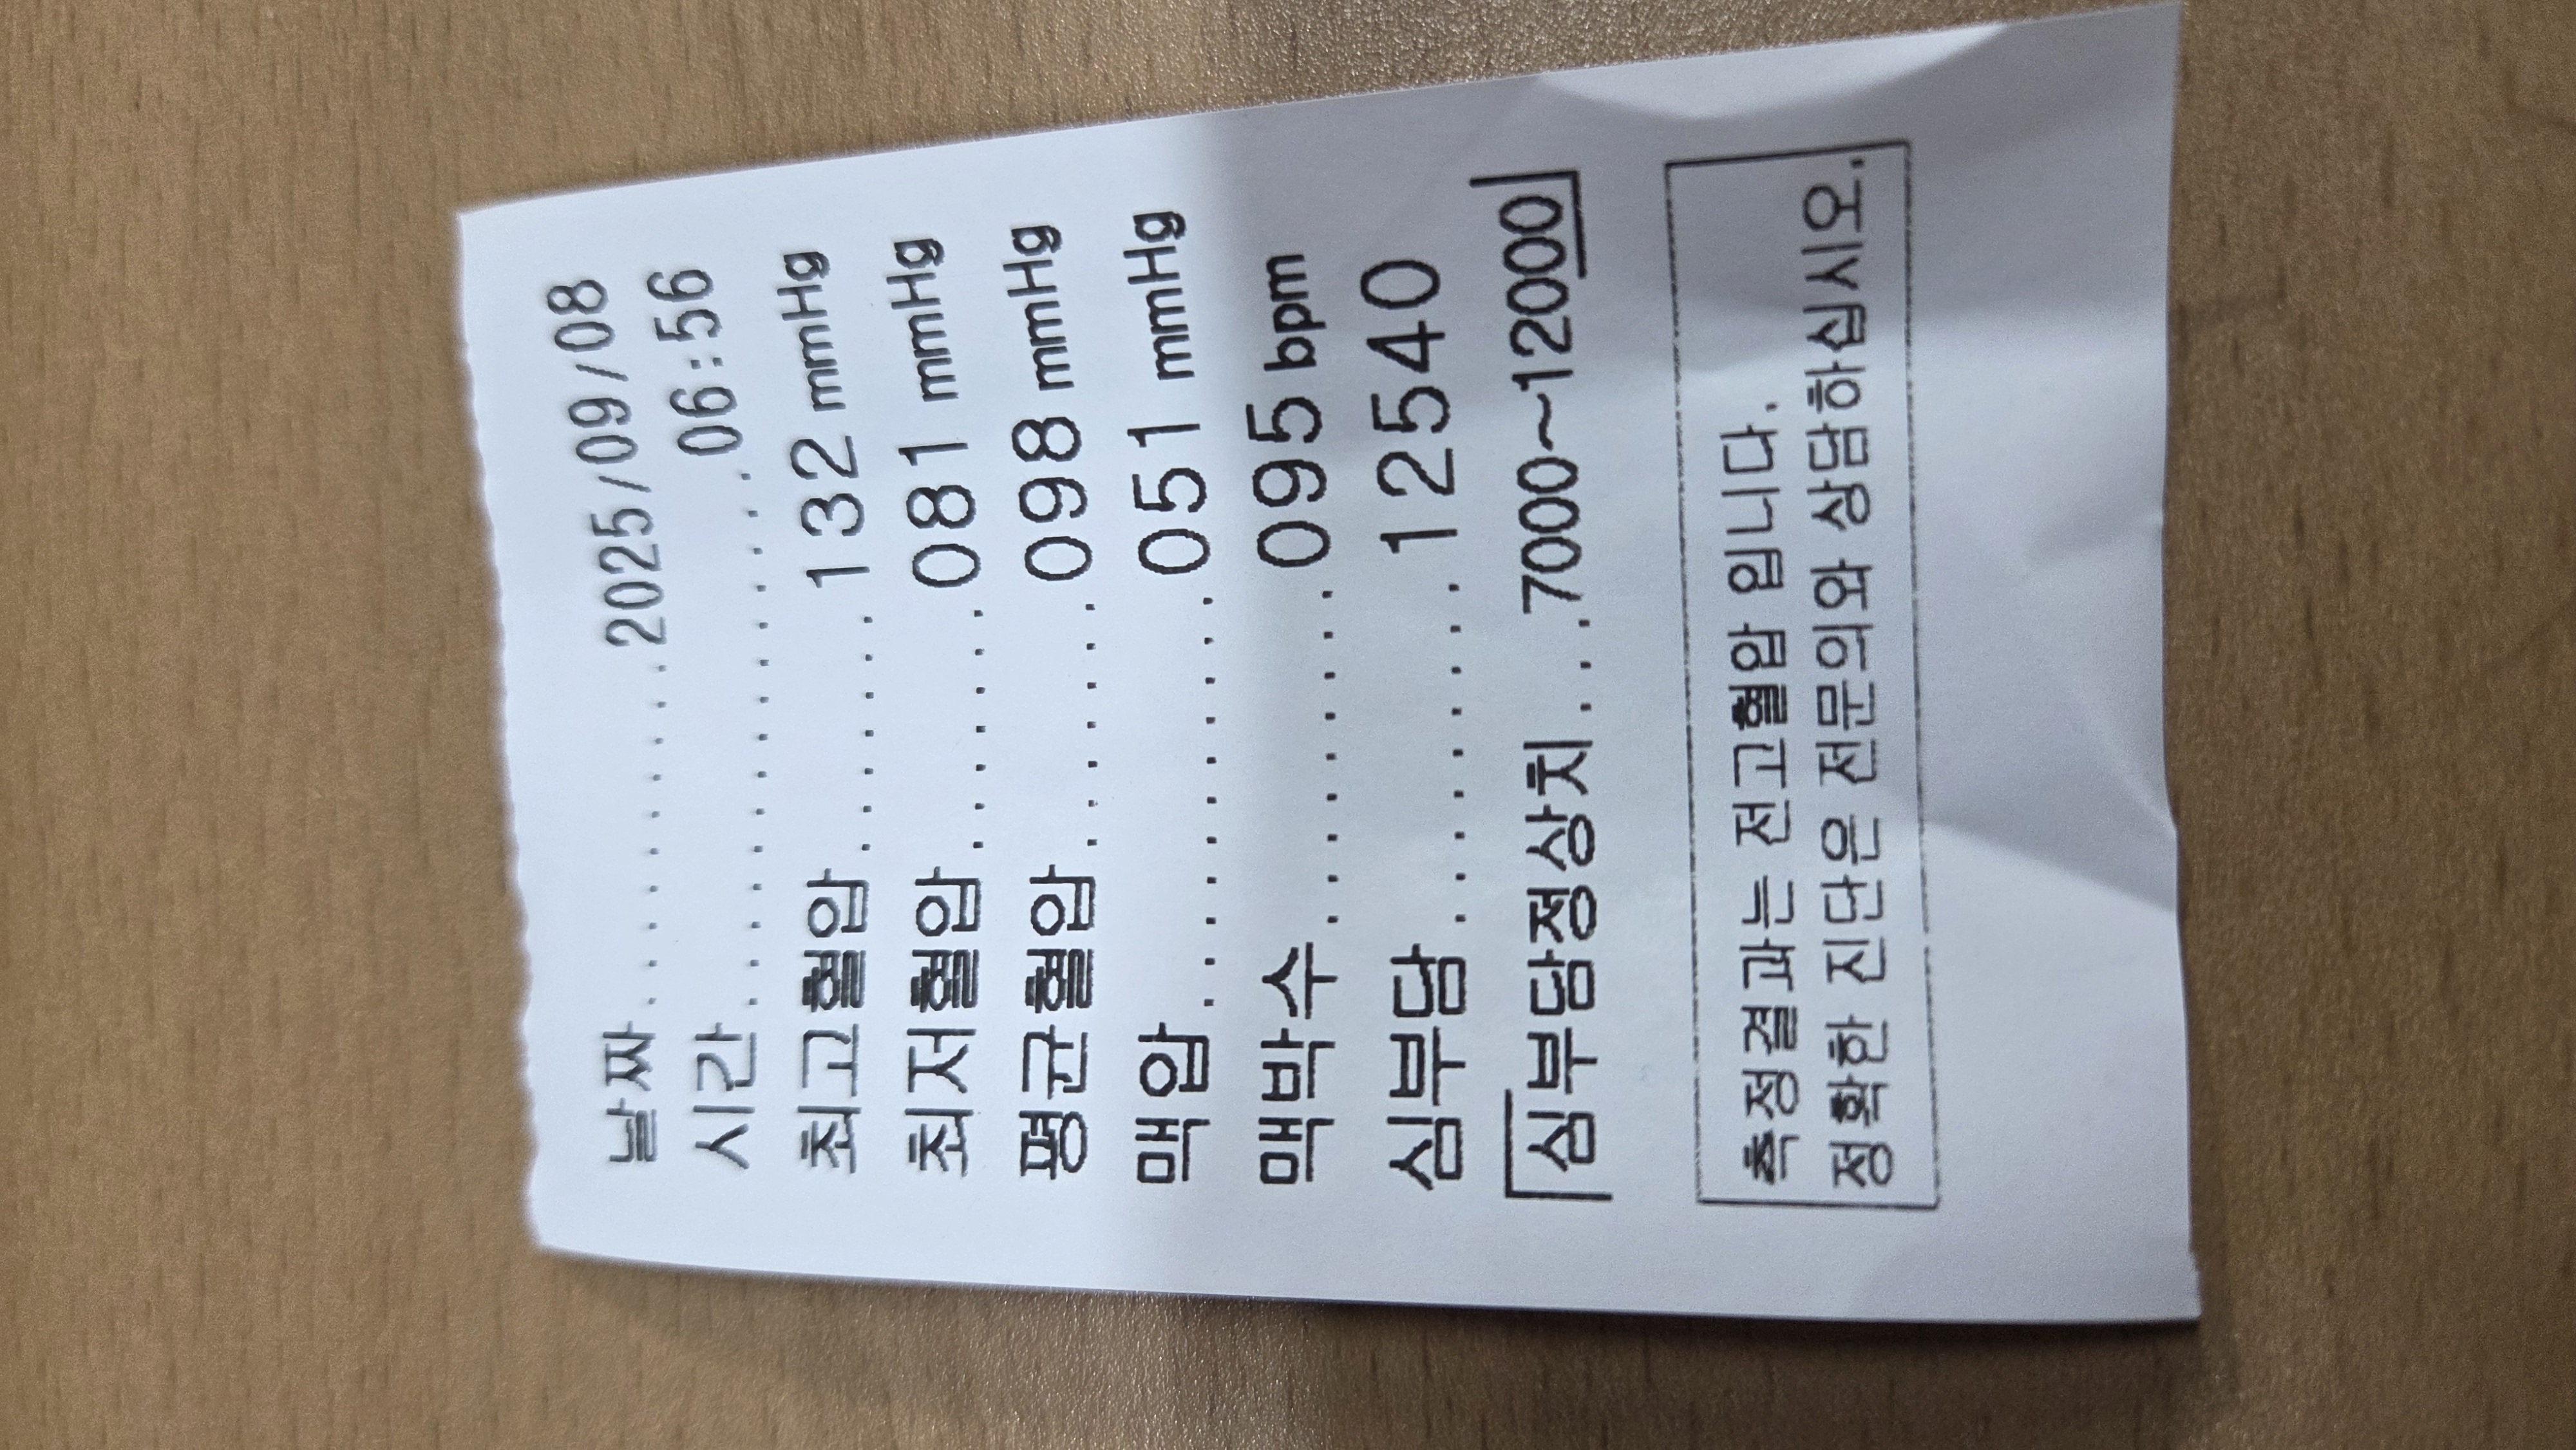 날짜.............2025/09/08
시간....................06:56
최고혈압.......... 132 mmHg
최저혈압.......... 081 mmHg
평균혈압.......... 098 mmHg
맥압............... 051 mmHg
맥박수............. 095 bpm
심부담............. 12540
심부담정상치...7000~12000
측정결과는 전고혈압 입니다.
정확한 진단은 전문의와 상담하십시오.